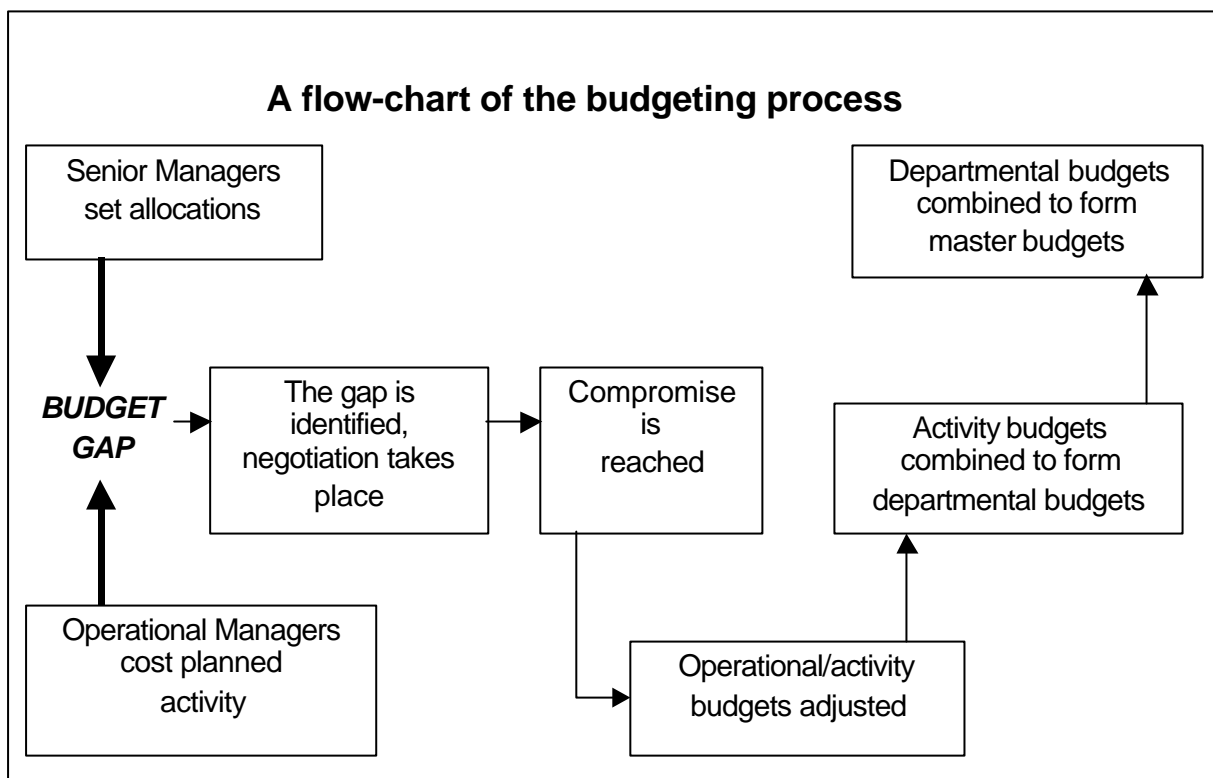 A flow-chart of the budgeting process
Senior Managers
set allocations
Departmental budgets
combined to form
master budgets
BUDGET
GAP
The gap is
identified,
negotiation takes
place
Compromise
is
reached
Activity budgets
combined to form
departmental budgets
Operational Managers
cost planned
activity
Operational/activity
budgets adjusted